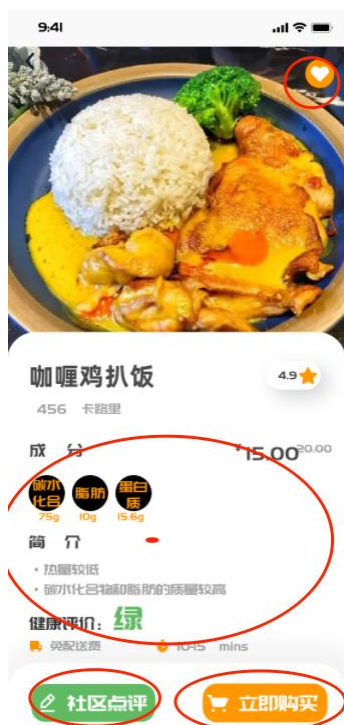 9:41
咖喱鸡扒饭
4.9
456 卡路里
成 分
¥15.00 20.00
碳水化合 脂肪 蛋白质
75g 10g 15.6g
简 介
• 热量较低
• 碳水化合物和脂肪的质量较高
健康评价：绿
免配送费 1015 mins
社区点评 立即购买